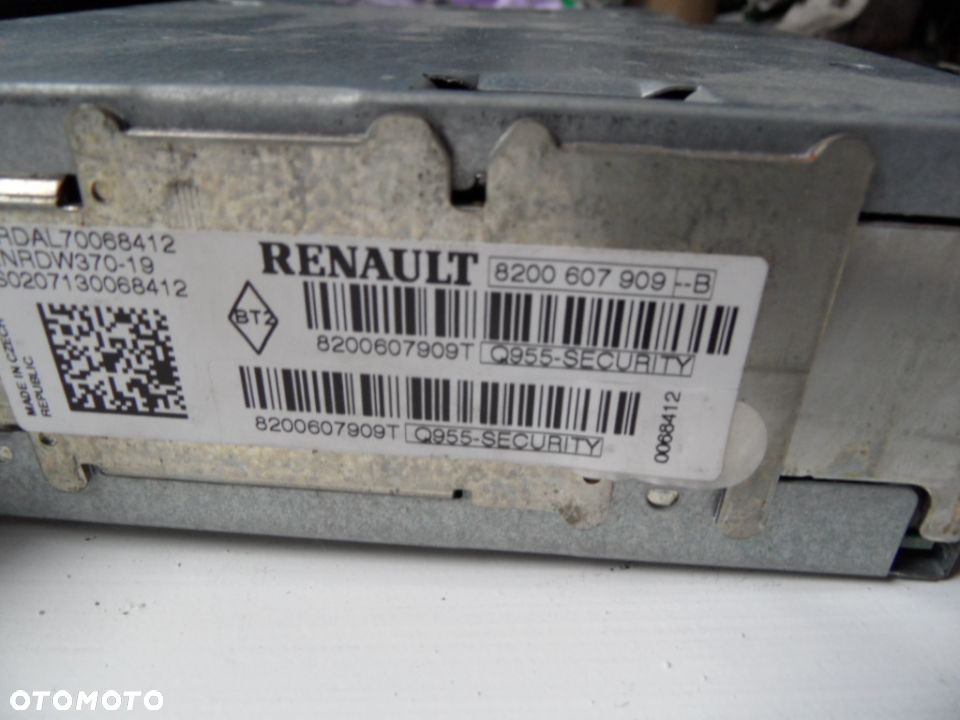 RDAL70068412
NRDW370-19
S0207130068412
MADE IN CZECH
REPUBLIC
RENAULT
8200 607 909 --B
BT2
8200607909T Q955-SECURITY
8200607909T Q955-SECURITY
0068412
OTOMOTO